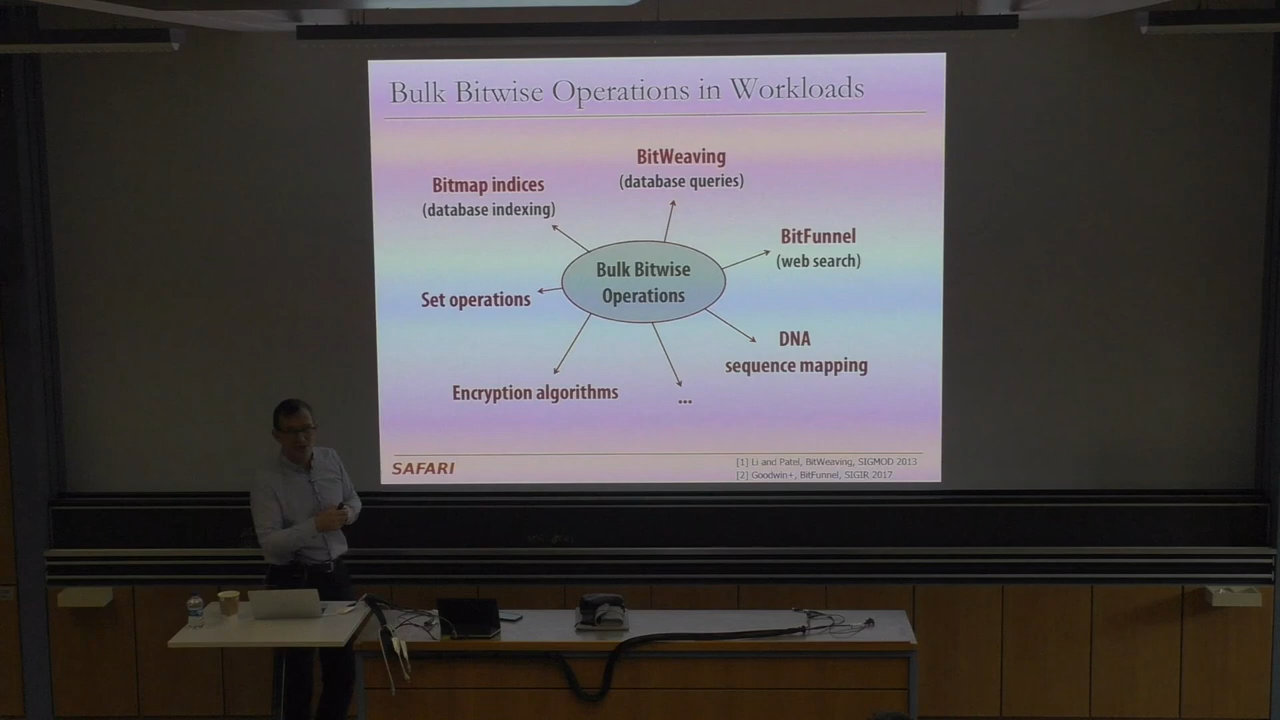 Bulk Bitwise Operations in Workloads
BitWeaving
(database queries)
Bitmap indices
(database indexing)
BitFunnel
(web search)
Bulk Bitwise
Operations
Set operations
DNA
sequence mapping
Encryption algorithms
...
SAFARI
[1] Li and Patel, BitWeaving, SIGMOD 2013
[2] Goodwin+, BitFunnel, SIGIR 2017